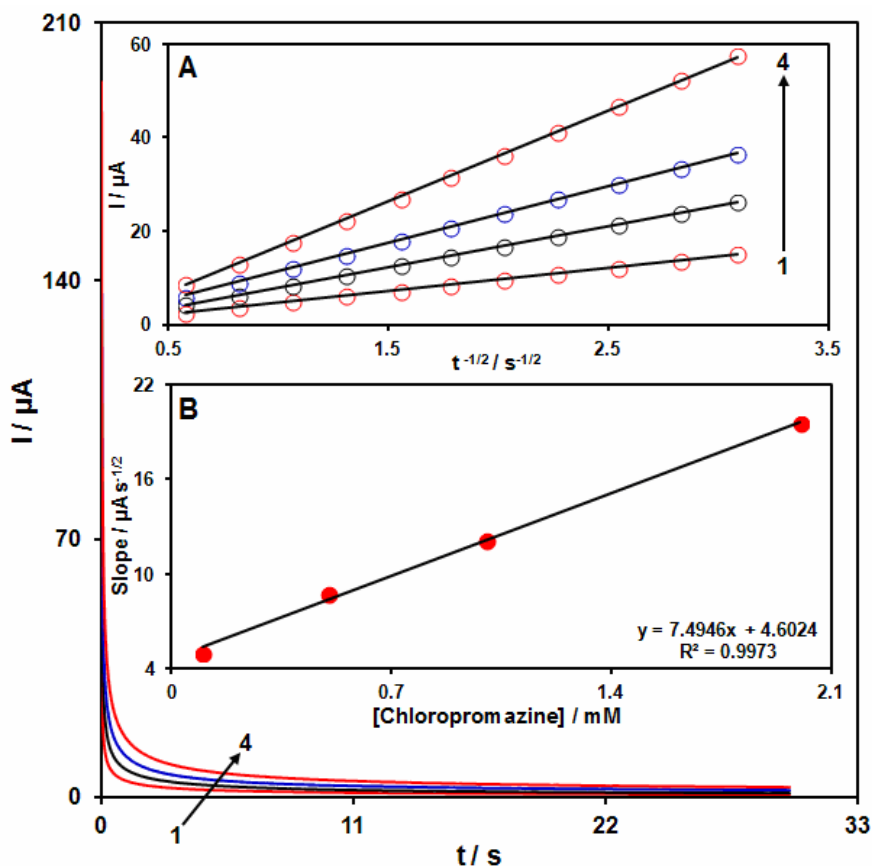 210
140
70
0
I / µA
0
11
22
33
t / s
1
4
A
60
40
20
0
I / µA
0.5
1.5
2.5
3.5
t -1/2 / s-1/2
4
1
B
22
16
10
4
Slope / µA s-1/2
0
0.7
1.4
2.1
[Chloropromazine] / mM
y = 7.4946x + 4.6024
R² = 0.9973